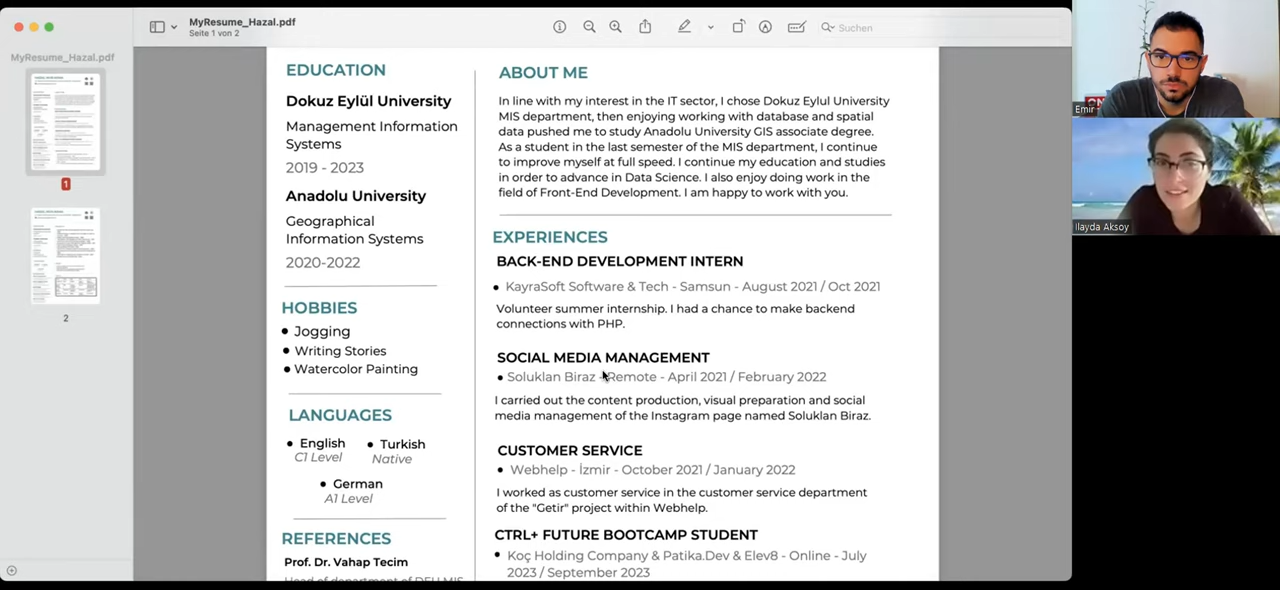 MyResume_Hazal.pdf
Seite 1 von 2
Suchen
MyResume_Hazal.pdf
1
2
EDUCATION
Dokuz Eylül University
Management Information
Systems
2019 - 2023
Anadolu University
Geographical
Information Systems
2020-2022
HOBBIES
Jogging
Writing Stories
Watercolor Painting
LANGUAGES
English
C1 Level
Turkish
Native
German
A1 Level
REFERENCES
Prof. Dr. Vahap Tecim
Head of department of DEU MIS
ABOUT ME
In line with my interest in the IT sector, I Dokuz Eylul University
MIS department, then enjoying working with database and spatial
data pushed me to study Anadolu University GIS associate degree.
As a student in the last semester of the MIS department, I continue
to improve myself at full speed. I continue my education and studies
in order to advance in Data Science. I also enjoy doing work in the
field of Front-End Development. I am happy to work with you.
EXPERIENCES
BACK-END DEVELOPMENT INTERN
KayraSoft Software & Tech - Samsun - August 2021 / Oct 2021
Volunteer summer internship. I had a chance to make backend
connections with PHP.
SOCIAL MEDIA MANAGEMENT
Soluklan Biraz - Remote - April 2021 / February 2022
I carried out the content production, visual preparation and social
media management of the Instagram page named Soluklan Biraz.
CUSTOMER SERVICE
Webhelp - İzmir - October 2021 / January 2022
I worked as customer service in the customer service department
of the "Getir" project within Webhelp.
CTRL+ FUTURE BOOTCAMP STUDENT
Koç Holding Company & Patika.Dev & Elev8 - Online - July
2023 / September 2023
Emir
Ilayda Aksoy